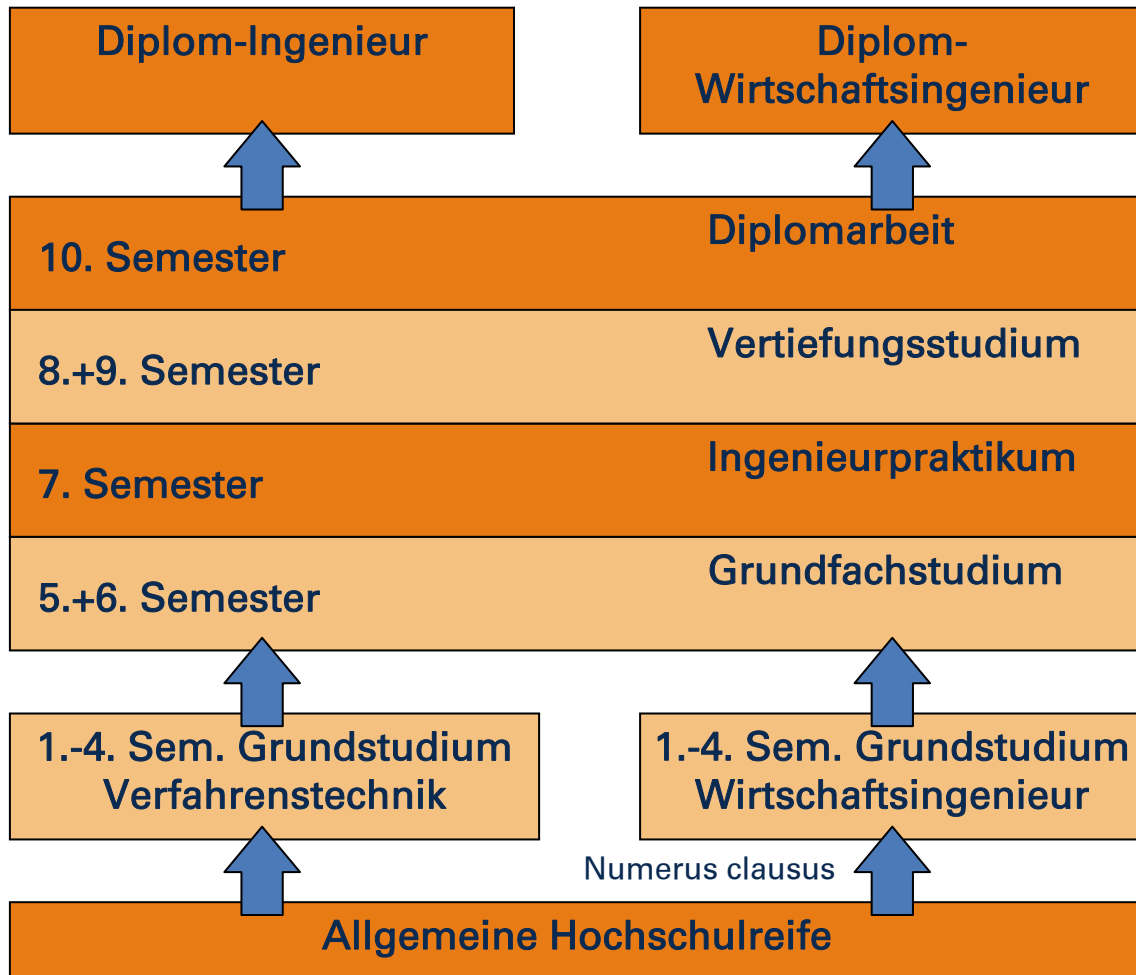 Diplom-Ingenieur
Diplom-
Wirtschaftsingenieur
10. Semester
Diplomarbeit
8.+9. Semester
Vertiefungsstudium
7. Semester
Ingenieurpraktikum
5.+6. Semester
Grundfachstudium
1.-4. Sem. Grundstudium
Verfahrenstechnik
1.-4. Sem. Grundstudium
Wirtschaftsingenieur
Numerus clausus
Allgemeine Hochschulreife